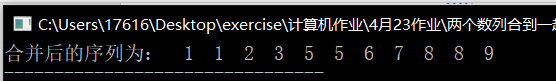 C:\Users\17616\Desktop\exercise\计算机作业\4月23作业\两个数列合到一起
合并后的序列为： 1 1 2 3 5 5 6 7 8 8 9
--------------------------------